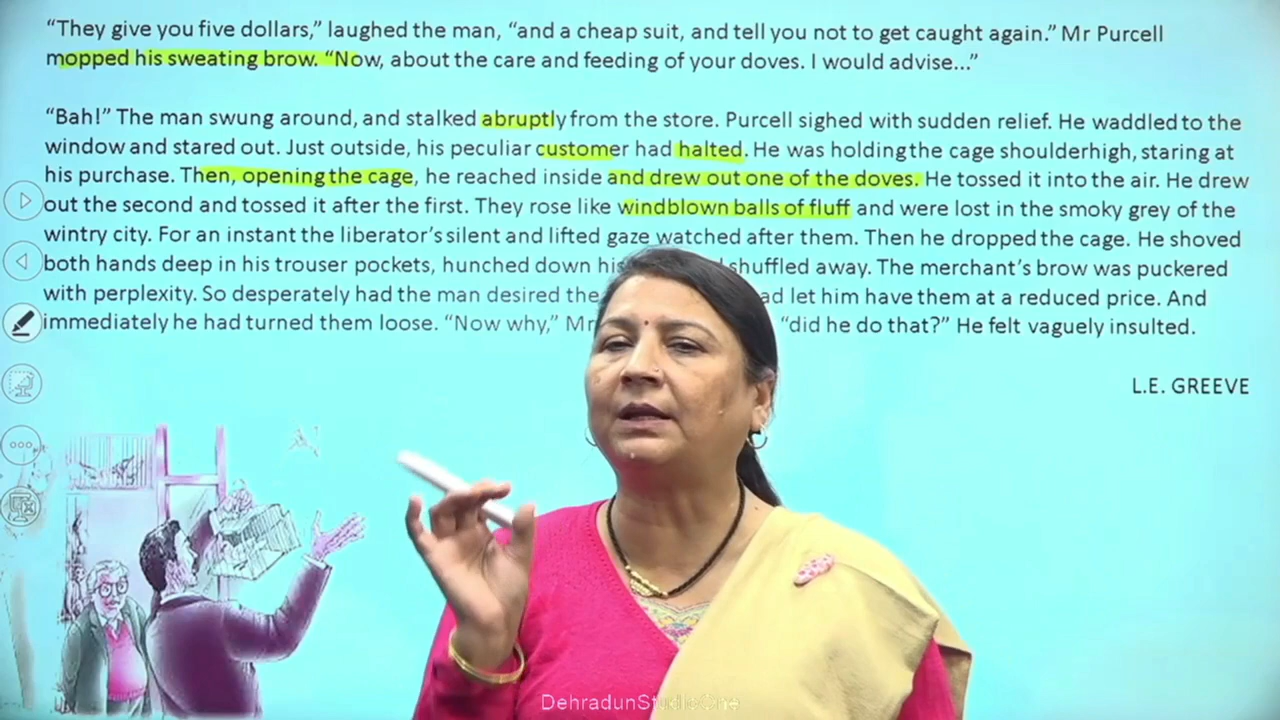 “They give you five dollars,” laughed the man, “and a cheap suit, and tell you not to get caught again.” Mr Purcell
mopped his sweating brow. “Now, about the care and feeding of your doves. I would advise...”
“Bah!” The man swung around, and stalked abruptly from the store. Purcell sighed with sudden relief. He waddled to the
window and stared out. Just outside, his peculiar customer had halted. He was holding the cage shoulderhigh, staring at
his purchase. Then, opening the cage, he reached inside and drew out one of the doves. He tossed it into the air. He drew
out the second and tossed it after the first. They rose like windblown balls of fluff and were lost in the smoky grey of the
wintry city. For an instant the liberator’s silent and lifted gaze watched after them. Then he dropped the cage. He shoved
both hands deep in his trouser pockets, hunched down his shuffled away. The merchant’s brow was puckered
with perplexity. So desperately had the man desired the let him have them at a reduced price. And
immediately he had turned them loose. “Now why,” Mr “did he do that?” He felt vaguely insulted.
L.E. GREEVE
DehradunStudioOne